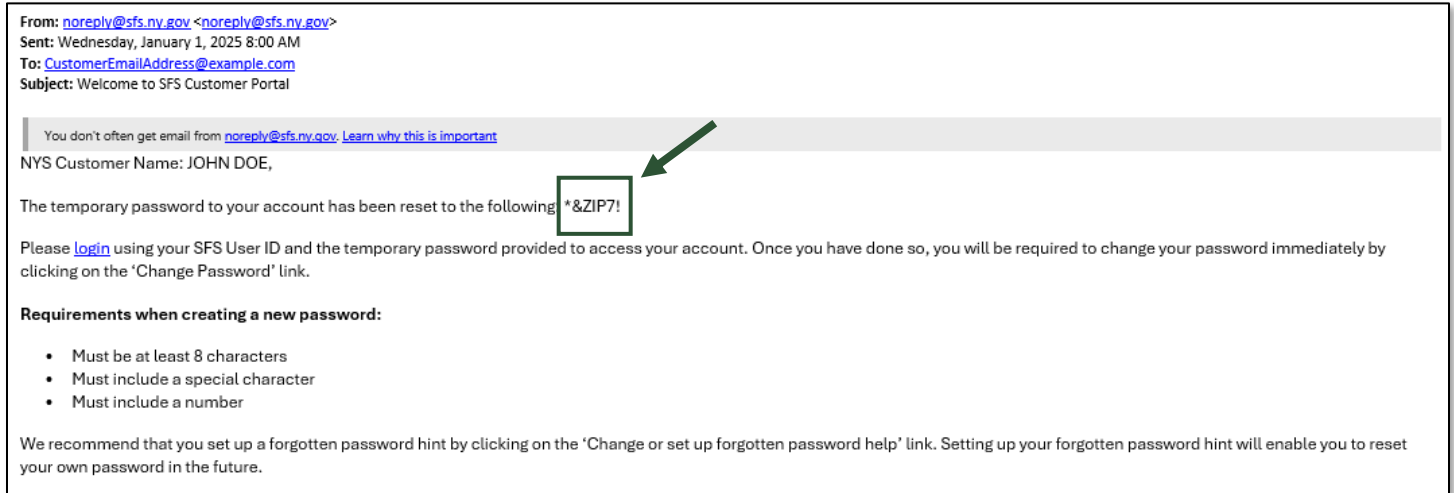 From: noreply@sfs.ny.gov <noreply@sfs.ny.gov>
Sent: Wednesday, January 1, 2025 8:00 AM
To: CustomerEmailAddress@example.com
Subject: Welcome to SFS Customer Portal
You don't often get email from noreply@sfs.ny.gov. Learn why this is important
NYS Customer Name: JOHN DOE,
The temporary password to your account has been reset to the following: *&ZIP7!
Please login using your SFS User ID and the temporary password provided to access your account. Once you have done so, you will be required to change your password immediately by
clicking on the ‘Change Password’ link.
Requirements when creating a new password:
• Must be at least 8 characters
• Must include a special character
• Must include a number
We recommend that you set up a forgotten password hint by clicking on the ‘Change or set up forgotten password help’ link. Setting up your forgotten password hint will enable you to reset
your own password in the future.